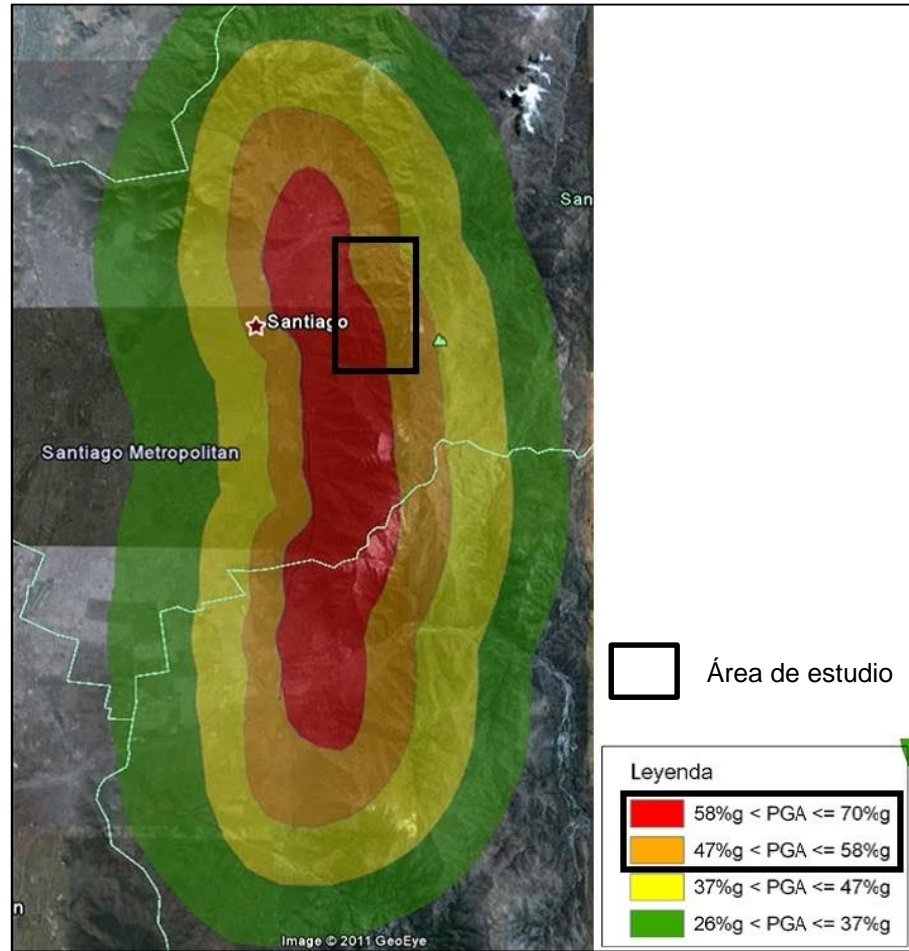 San
Santiago
Santiago Metropolitan
n
Image © 2011 GeoEye
Área de estudio
Leyenda
58%g < PGA <= 70%g
47%g < PGA <= 58%g
37%g < PGA <= 47%g
26%g < PGA <= 37%g